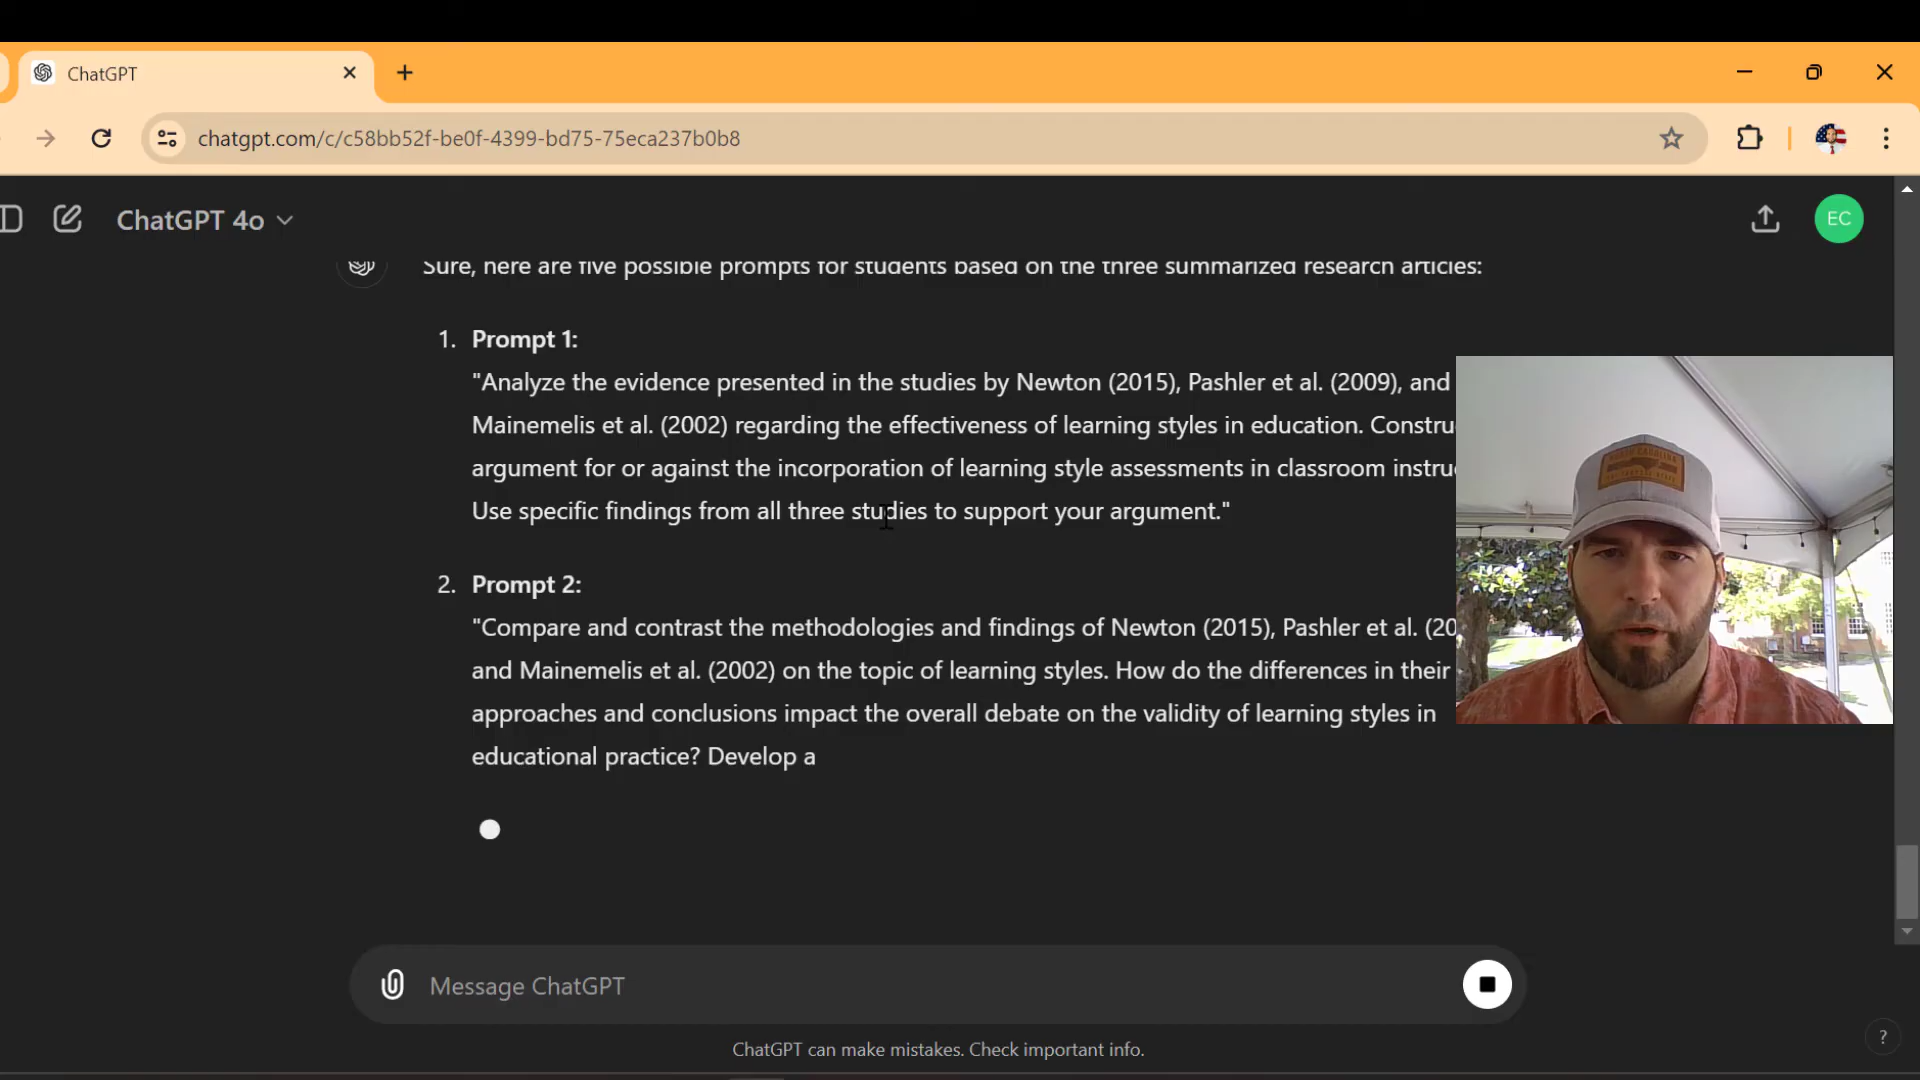 ChatGPT
chatgpt.com/c/c58bb52f-be0f-4399-bd75-75eca237b0b8
ChatGPT 4o
EC
Sure, here are five possible prompts for students based on the three summarized research articles:
1. Prompt 1:
"Analyze the evidence presented in the studies by Newton (2015), Pashler et al. (2009), and
Mainemelis et al. (2002) regarding the effectiveness of learning styles in education. Constru
argument for or against the incorporation of learning style assessments in classroom instru
Use specific findings from all three studies to support your argument."
2. Prompt 2:
"Compare and contrast the methodologies and findings of Newton (2015), Pashler et al. (20
and Mainemelis et al. (2002) on the topic of learning styles. How do the differences in their
approaches and conclusions impact the overall debate on the validity of learning styles in
educational practice? Develop a
NORTH CAROLINA
Message ChatGPT
ChatGPT can make mistakes. Check important info.
?